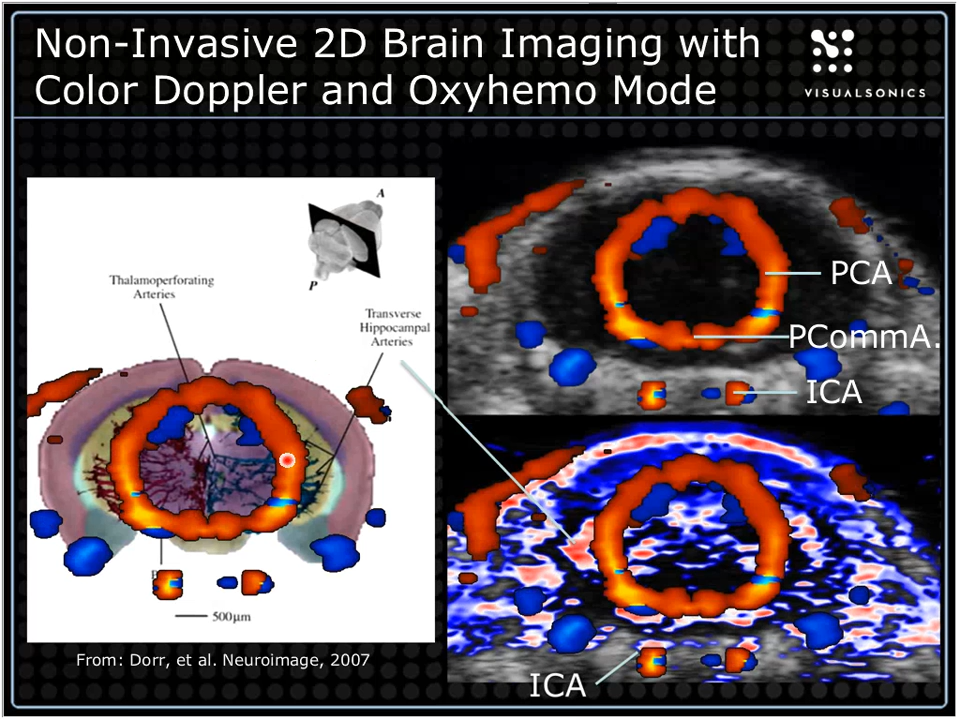 Non-Invasive 2D Brain Imaging with
Color Doppler and Oxyhemo Mode
VISUALSONICS
A
P
Thalamoperforating
Arteries
Transverse
Hippocampal
Arteries
500µm
From: Dorr, et al. Neuroimage, 2007
PCA
PCommA.
ICA
ICA